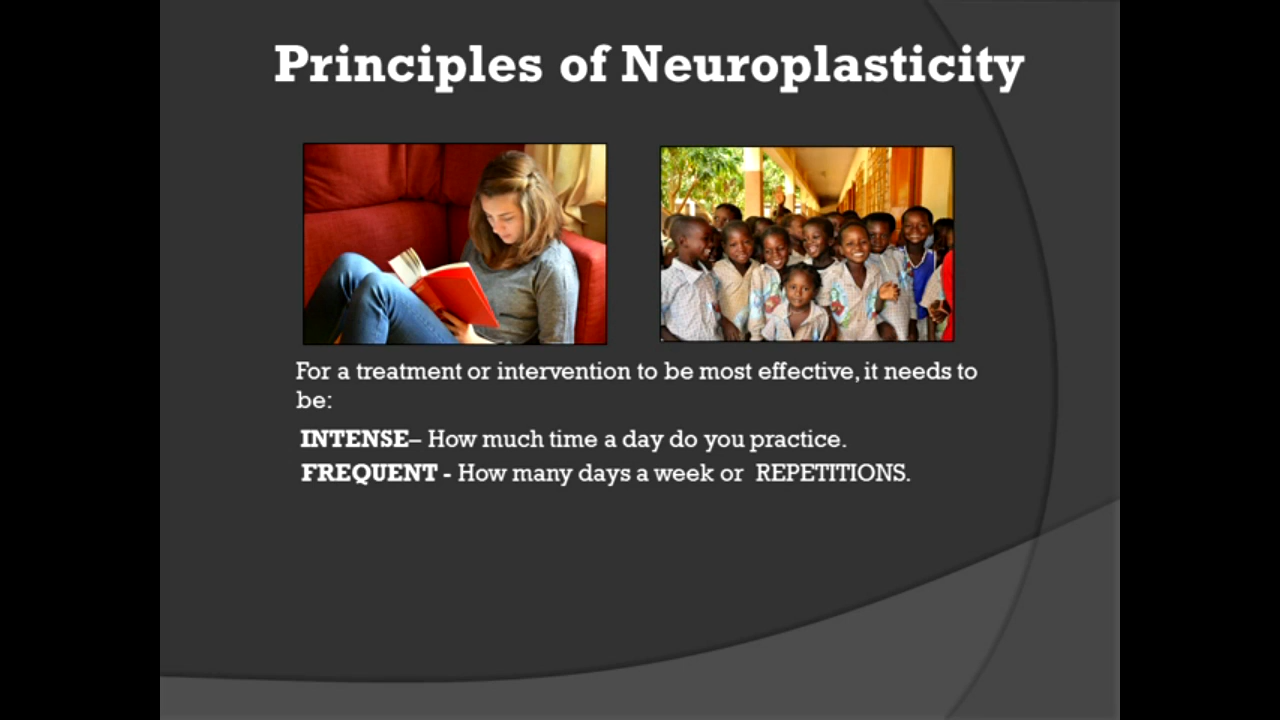 Principles of Neuroplasticity
For a treatment or intervention to be most effective, it needs to
be:
INTENSE– How much time a day do you practice.
FREQUENT - How many days a week or REPETITIONS.